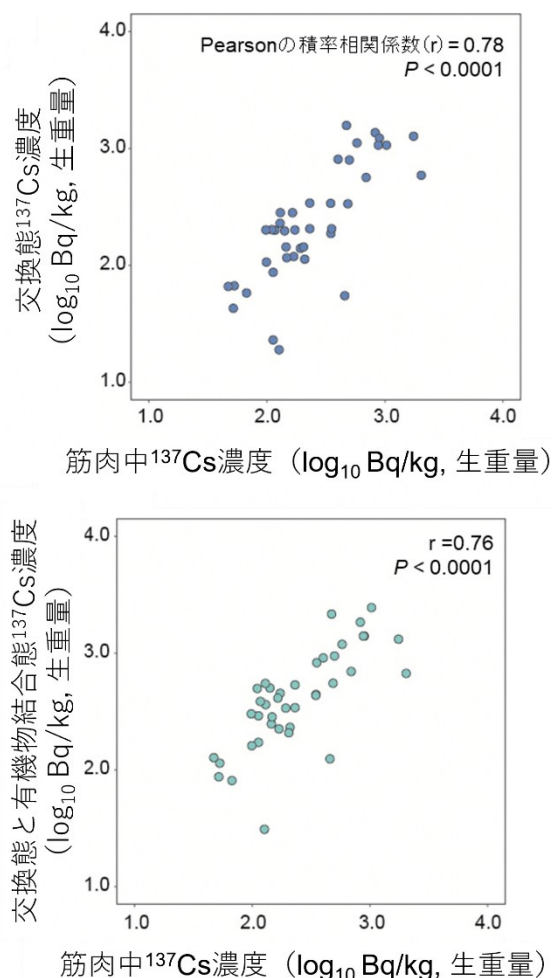 4.0
3.0
2.0
1.0
1.0 2.0 3.0 4.0
Pearsonの積率相関係数(r) = 0.78
P < 0.0001
交換態¹³⁷Cs濃度
(log₁₀ Bq/kg, 生重量)
筋肉中¹³⁷Cs濃度（log₁₀ Bq/kg, 生重量）
4.0
3.0
2.0
1.0
1.0 2.0 3.0 4.0
r =0.76
P < 0.0001
交換態と有機物結合態¹³⁷Cs濃度
(log₁₀ Bq/kg, 生重量)
筋肉中¹³⁷Cs濃度（log₁₀ Bq/kg, 生重量）